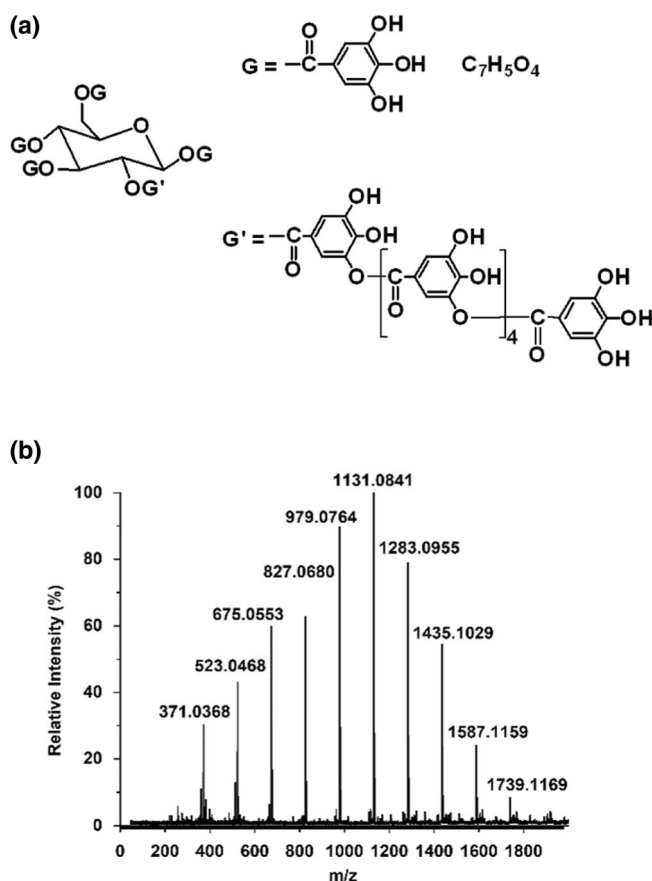 (a)
G = –C
O
OH
OH
OH
C₇H₅O₄
OG
GO
GO
O
OG
OG'
G' = –C
O
OH
OH
O
C
O
OH
OH
O
4
C
O
OH
OH
OH
(b)
Relative Intensity (%)
100
80
60
40
20
0
371.0368
523.0468
675.0553
827.0680
979.0764
1131.0841
1283.0955
1435.1029
1587.1159
1739.1169
0 200 400 600 800 1000 1200 1400 1600 1800
m/z